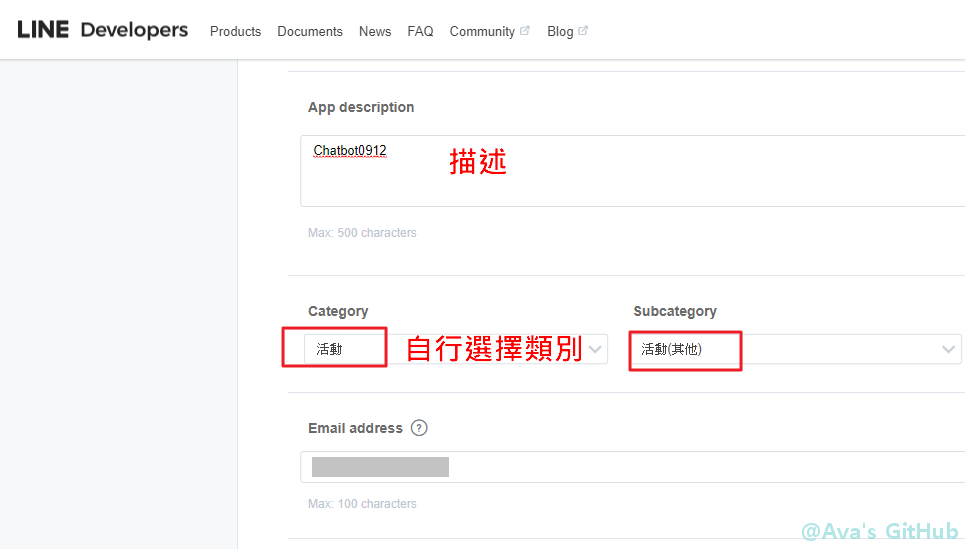 LINE Developers Products Documents News FAQ Community Blog
App description
Chatbot0912
描述
Max: 500 characters
Category Subcategory
活動 自行選擇類別 活動(其他)
Email address ?
Max: 100 characters
@Ava's GitHub